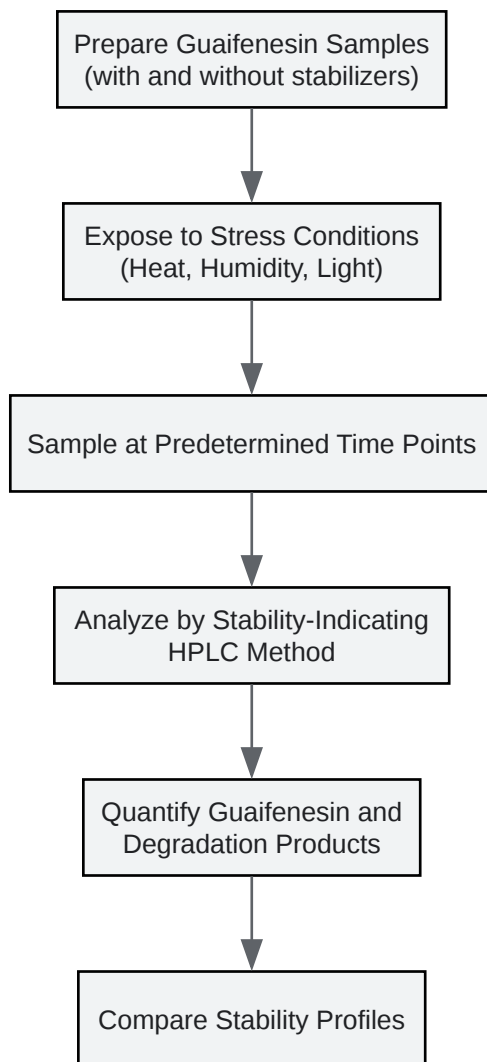 Prepare Guaifenesin Samples
(with and without stabilizers)
Expose to Stress Conditions
(Heat, Humidity, Light)
Sample at Predetermined Time Points
Analyze by Stability-Indicating
HPLC Method
Quantify Guaifenesin and
Degradation Products
Compare Stability Profiles